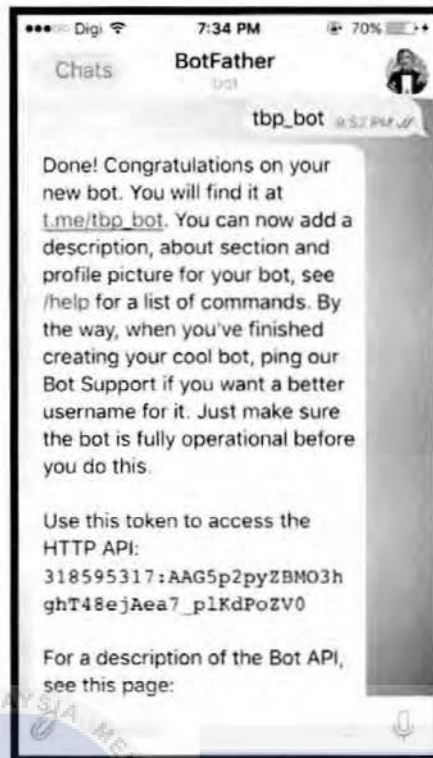 Digi 7:34 PM 70%
Chats BotFather
bot
tbp_bot
Done! Congratulations on your
new bot. You will find it at
t.me/tbp_bot. You can now add a
description, about section and
profile picture for your bot, see
/help for a list of commands. By
the way, when you've finished
creating your cool bot, ping our
Bot Support if you want a better
username for it. Just make sure
the bot is fully operational before
you do this.
Use this token to access the
HTTP API:
318595317:AAG5p2pyZBMO3h
ghT48ejAea7_plKdPoZV0
For a description of the Bot API,
see this page: